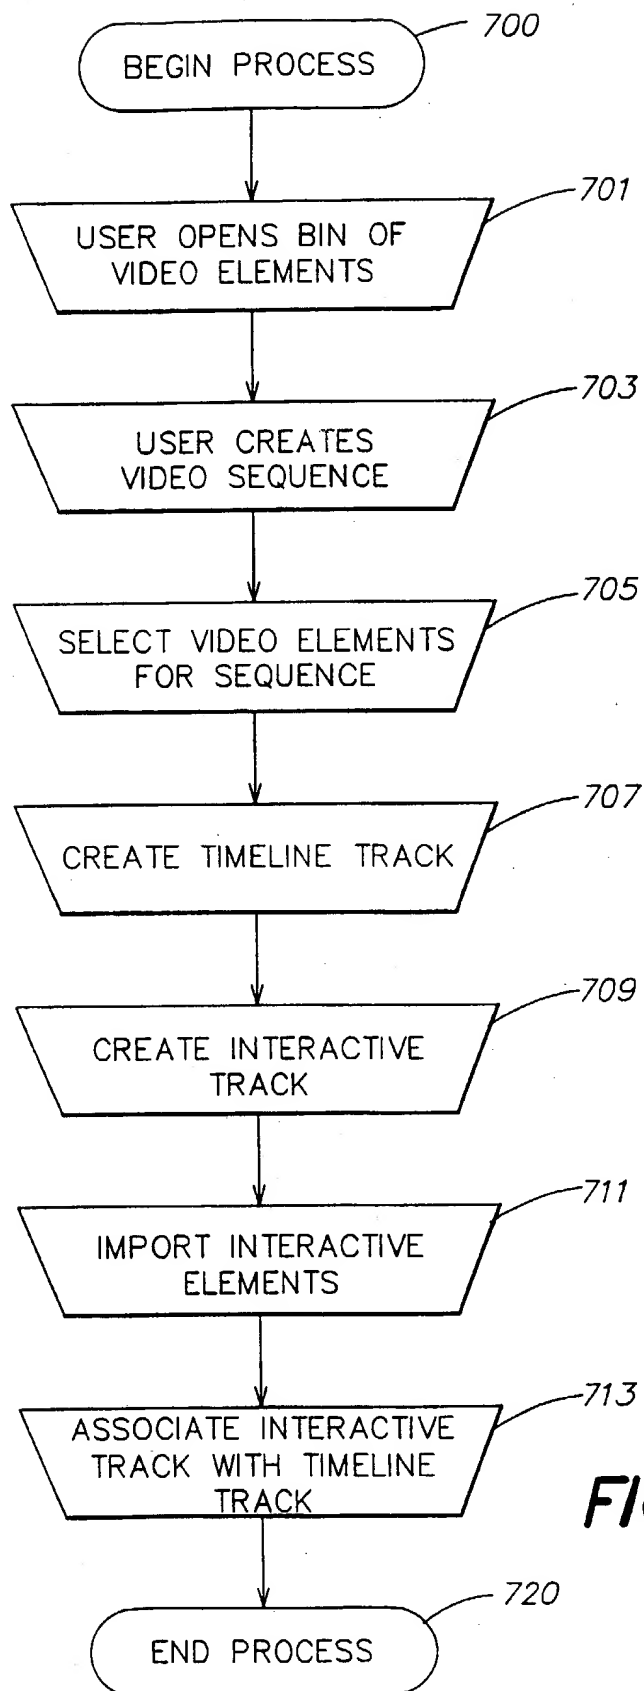 700
BEGIN PROCESS
701
USER OPENS BIN OF
VIDEO ELEMENTS
703
USER CREATES
VIDEO SEQUENCE
705
SELECT VIDEO ELEMENTS
FOR SEQUENCE
707
CREATE TIMELINE TRACK
709
CREATE INTERACTIVE
TRACK
711
IMPORT INTERACTIVE
ELEMENTS
713
ASSOCIATE INTERACTIVE
TRACK WITH TIMELINE
TRACK
720
END PROCESS